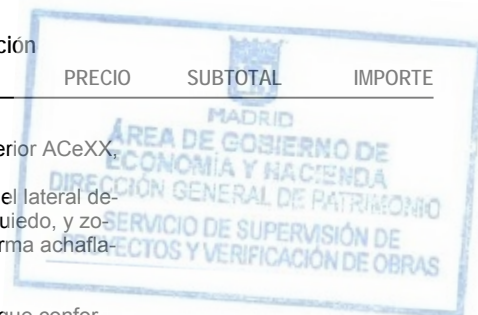 ción
PRECIO SUBTOTAL IMPORTE
MADRID
erior ACeXX,
ÁREA DE GOBIERNO DE
ECONOMÍA Y HACIENDA
el lateral de-
DIRECCIÓN GENERAL DE PATRIMONIO
uiedo, y zo-
SERVICIO DE SUPERVISIÓN DE
rma achafla-
PROYECTOS Y VERIFICACIÓN DE OBRAS
que confor-